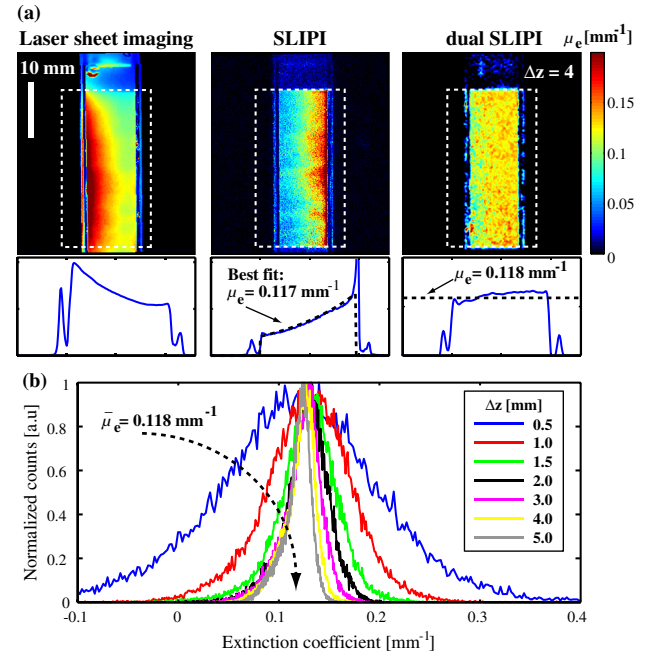 (a)
Laser sheet imaging
SLIPI
dual SLIPI
μe [mm⁻¹]
10 mm
Δz = 4
0.15
0.1
0.05
0
Best fit:
μe = 0.117 mm⁻¹
μe = 0.118 mm⁻¹
(b)
Normalized counts [a.u]
1
0.8
0.6
0.4
0.2
0
μ̄e = 0.118 mm⁻¹
Δz [mm]
0.5
1.0
1.5
2.0
3.0
4.0
5.0
-0.1
0
0.1
0.2
0.3
0.4
Extinction coefficient [mm⁻¹]